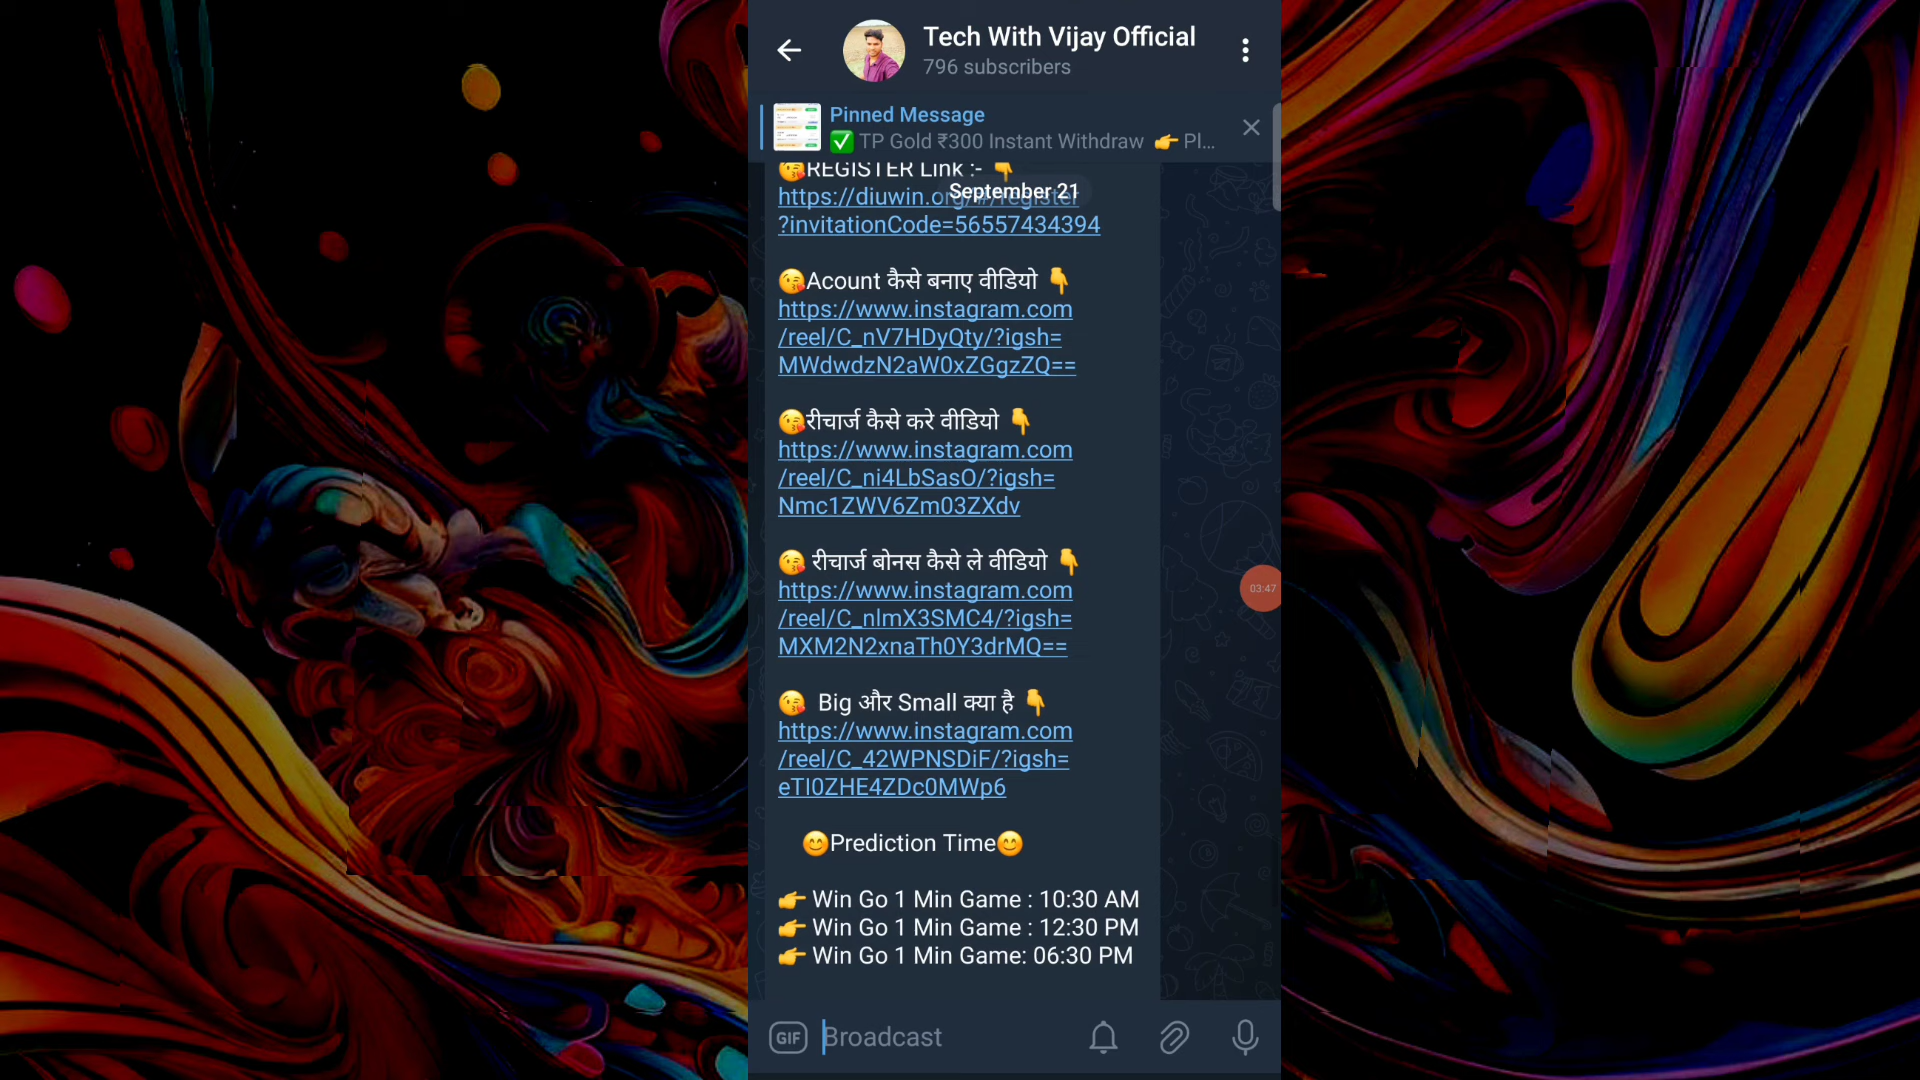 Tech With Vijay Official
796 subscribers
Pinned Message
✅ TP Gold ₹300 Instant Withdraw 👉 Pl...
😘REGISTER Link :- 👇
September 21
https://diuwin.org/#/register
?invitationCode=56557434394
😘Acount कैसे बनाए वीडियो 👇
https://www.instagram.com
/reel/C_nV7HDyQty/?igsh=
MWdwdzN2aW0xZGgzZQ==
😘रीचार्ज कैसे करे वीडियो 👇
https://www.instagram.com
/reel/C_ni4LbSasO/?igsh=
Nmc1ZWV6Zm03ZXdv
😘 रीचार्ज बोनस कैसे ले वीडियो 👇
https://www.instagram.com
/reel/C_nlmX3SMC4/?igsh=
MXM2N2xnaTh0Y3drMQ==
😘 Big और Small क्या है 👇
https://www.instagram.com
/reel/C_42WPNSDiF/?igsh=
eTI0ZHE4ZDc0MWp6
😊Prediction Time😊
👉 Win Go 1 Min Game : 10:30 AM
👉 Win Go 1 Min Game : 12:30 PM
👉 Win Go 1 Min Game: 06:30 PM
03:47
GIF
Broadcast